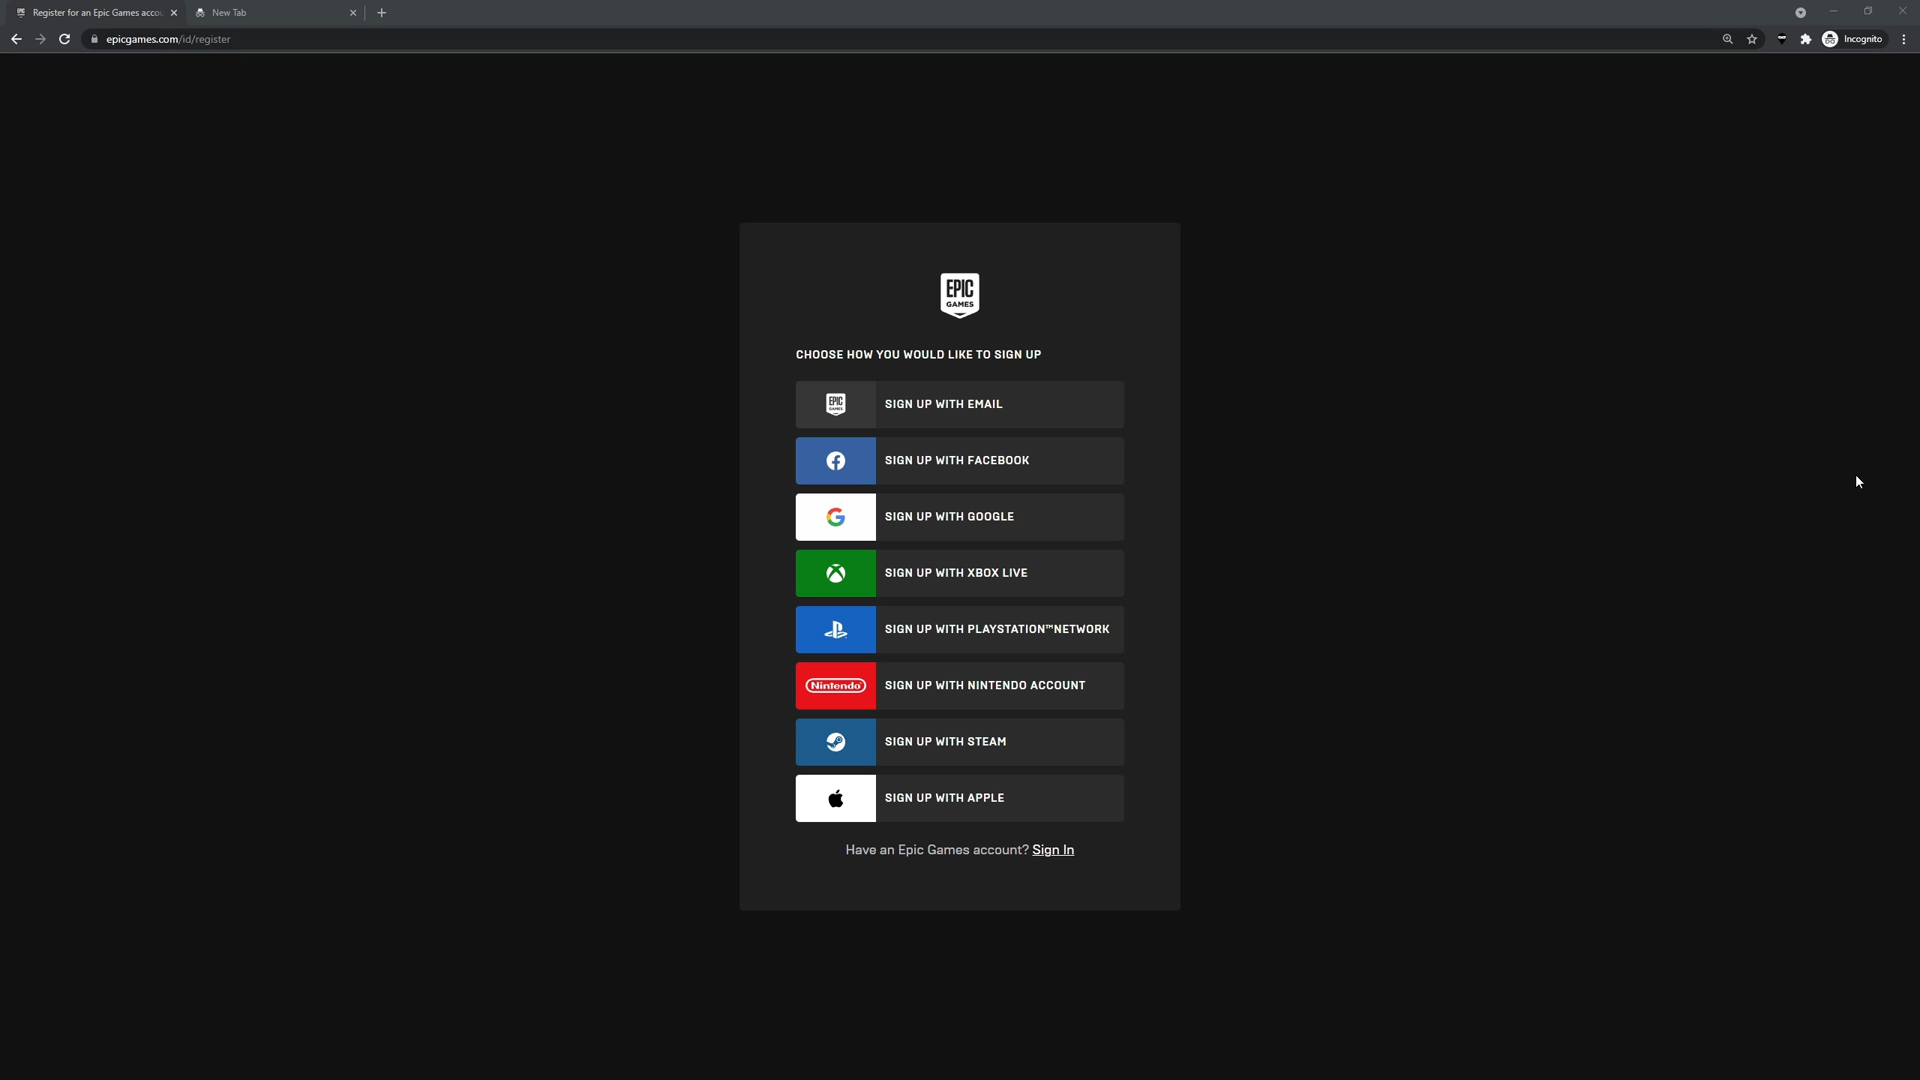 Register for an Epic Games accou
New Tab
epicgames.com/id/register
Incognito
EPIC
GAMES
CHOOSE HOW YOU WOULD LIKE TO SIGN UP
EPIC
GAMES
SIGN UP WITH EMAIL
SIGN UP WITH FACEBOOK
SIGN UP WITH GOOGLE
SIGN UP WITH XBOX LIVE
SIGN UP WITH PLAYSTATION™NETWORK
Nintendo
SIGN UP WITH NINTENDO ACCOUNT
SIGN UP WITH STEAM
SIGN UP WITH APPLE
Have an Epic Games account? Sign In